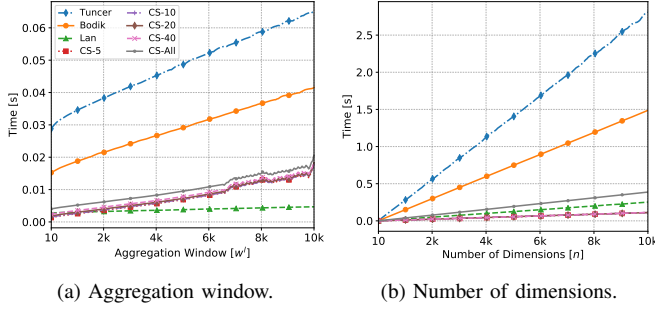 Tuncer
Bodik
Lan
CS-5
CS-10
CS-20
CS-40
CS-All
Time [s]
0.06
0.05
0.04
0.03
0.02
0.01
0.00
10 2k 4k 6k 8k 10k
Aggregation Window [w^l]
(a) Aggregation window.
Time [s]
2.5
2.0
1.5
1.0
0.5
0.0
10 2k 4k 6k 8k 10k
Number of Dimensions [n]
(b) Number of dimensions.